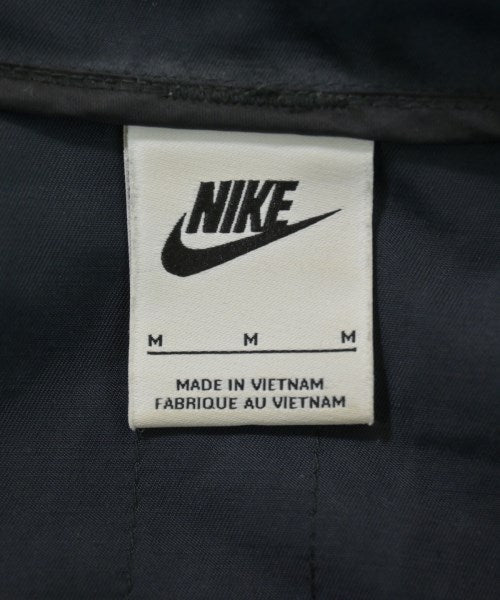 NIKE
M M M
MADE IN VIETNAM
FABRIQUE AU VIETNAM